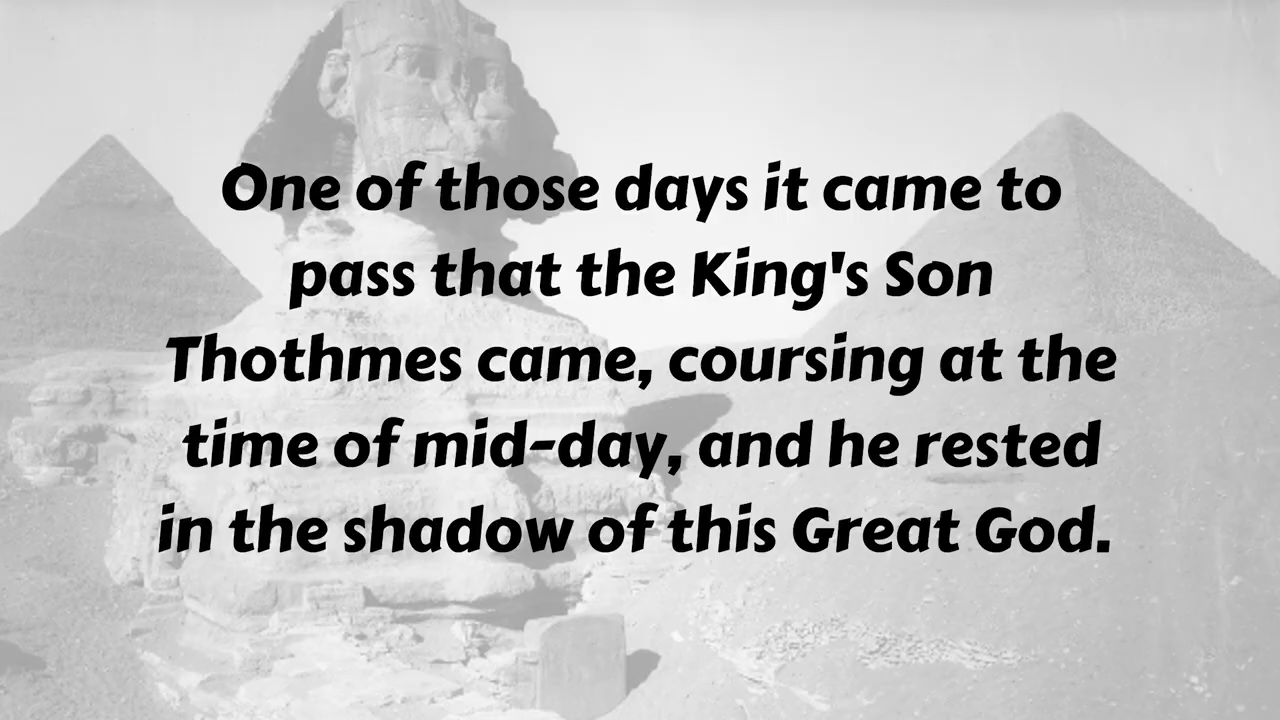 One of those days it came to
pass that the King's Son
Thothmes came, coursing at the
time of mid-day, and he rested
in the shadow of this Great God.